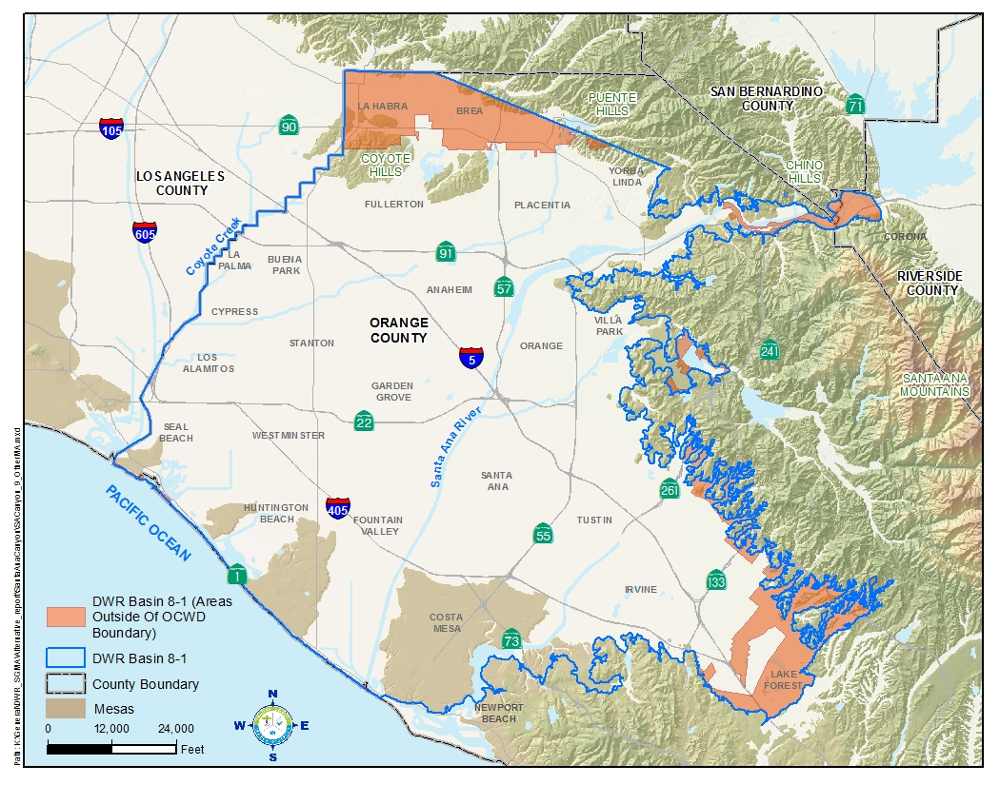 SAN BERNARDINO
COUNTY
71
LA HABRA
BREA
PUENTE
HILLS
105
90
COYOTE
HILLS
CHINO
HILLS
LOS ANGELES
COUNTY
YORBA
LINDA
FULLERTON
PLACENTIA
605
Coyote Creek
LA
PALMA
BUENA
PARK
91
CORONA
RIVERSIDE
COUNTY
ANAHEIM
57
CYPRESS
ORANGE
COUNTY
VILLA
PARK
STANTON
ORANGE
241
LOS
ALAMITOS
5
SANTA ANA
MOUNTAINS
GARDEN
GROVE
22
SEAL
BEACH
WESTMINSTER
Santa Ana River
SANTA
ANA
261
PACIFIC OCEAN
HUNTINGTON
BEACH
405
FOUNTAIN
VALLEY
TUSTIN
55
1
133
IRVINE
COSTA
MESA
73
LAKE
FOREST
NEWPORT
BEACH
DWR Basin 8-1 (Areas
Outside Of OCWD
Boundary)
DWR Basin 8-1
County Boundary
Mesas
0 12,000 24,000
Feet
N
W E
S